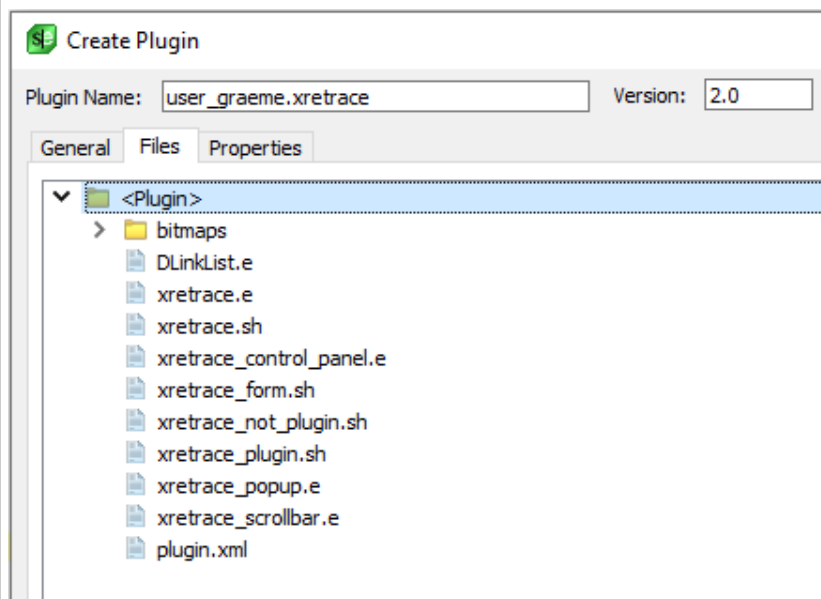 Create Plugin
Plugin Name: user_graeme.xretrace Version: 2.0
General Files Properties
<Plugin>
bitmaps
DLinkList.e
xretrace.e
xretrace.sh
xretrace_control_panel.e
xretrace_form.sh
xretrace_not_plugin.sh
xretrace_plugin.sh
xretrace_popup.e
xretrace_scrollbar.e
plugin.xml